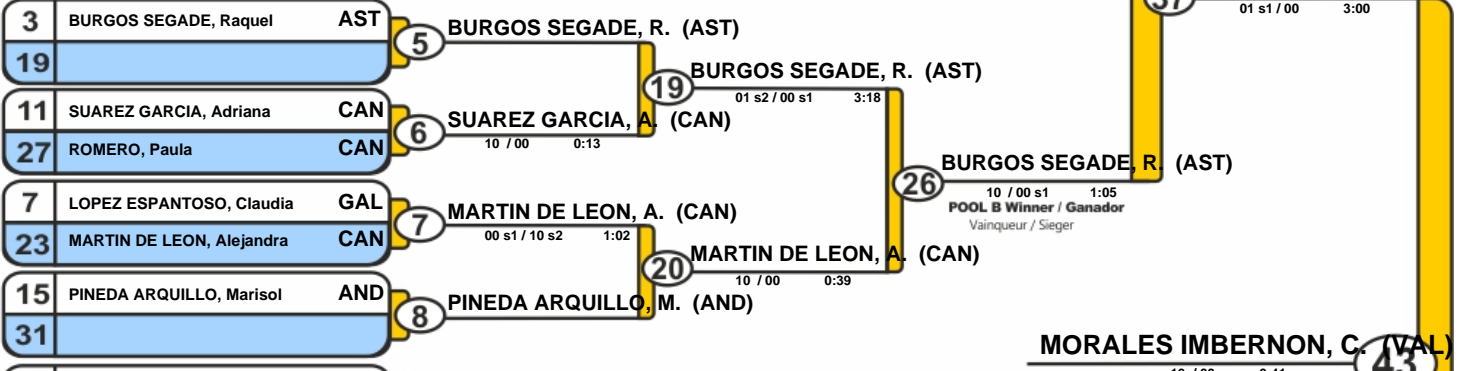 3 BURGOS SEGADE, Raquel AST
19
11 SUAREZ GARCIA, Adriana CAN
27 ROMERO, Paula CAN
7 LOPEZ ESPANTOSO, Claudia GAL
23 MARTIN DE LEON, Alejandra CAN
15 PINEDA ARQUILLO, Marisol AND
31
5
BURGOS SEGADE, R. (AST)
6
SUAREZ GARCIA, A. (CAN)
10 / 00 0:13
7
MARTIN DE LEON, A. (CAN)
00 s1 / 10 s2 1:02
8
PINEDA ARQUILLO, M. (AND)
19
BURGOS SEGADE, R. (AST)
01 s2 / 00 s1 3:18
20
MARTIN DE LEON, A. (CAN)
10 / 00 0:39
26
BURGOS SEGADE, R. (AST)
10 / 00 s1 1:05
POOL B Winner / Ganador
Vainqueur / Sieger
37
01 s1 / 00 3:00
MORALES IMBERNON, C. (VAL)
43